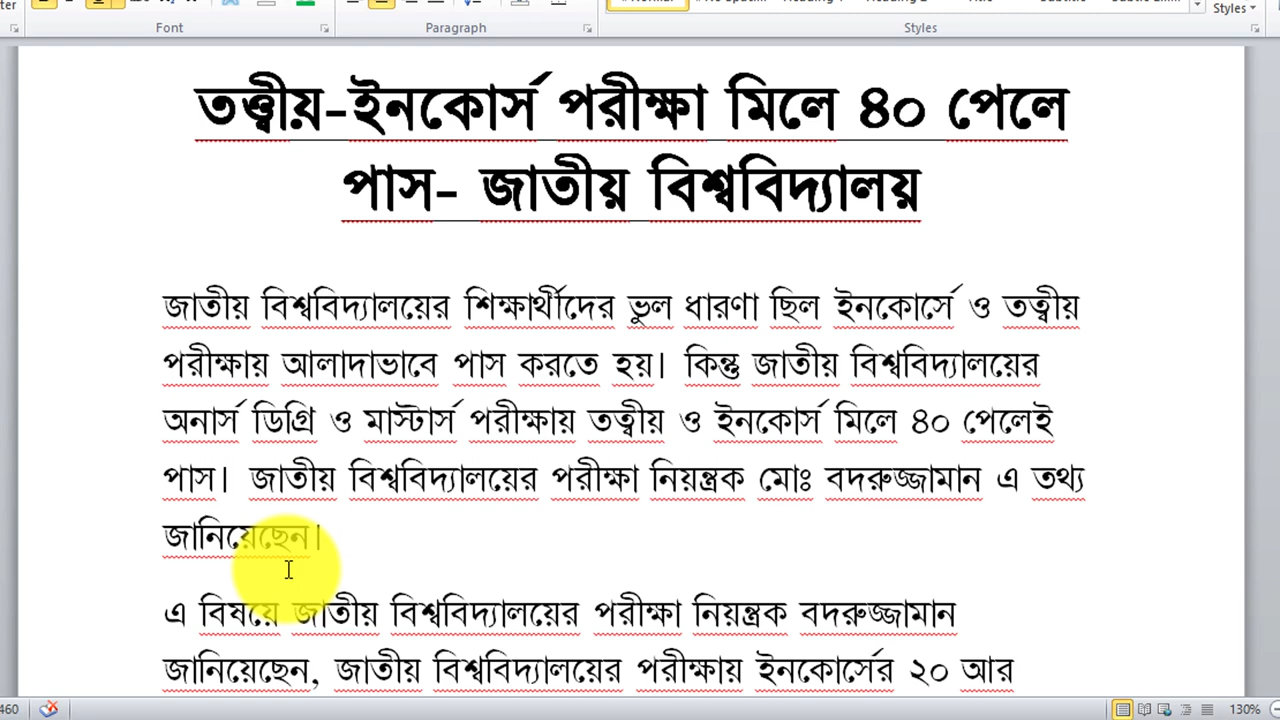 Font
Paragraph
Styles
Styles
তত্ত্বীয়-ইনকোর্স পরীক্ষা মিলে ৪০ পেলে
পাস- জাতীয় বিশ্ববিদ্যালয়
জাতীয় বিশ্ববিদ্যালয়ের শিক্ষার্থীদের ভুল ধারণা ছিল ইনকোর্সে ও তত্বীয়
পরীক্ষায় আলাদাভাবে পাস করতে হয়। কিন্তু জাতীয় বিশ্ববিদ্যালয়ের
অনার্স ডিগ্রি ও মাস্টার্স পরীক্ষায় তত্বীয় ও ইনকোর্স মিলে ৪০ পেলেই
পাস। জাতীয় বিশ্ববিদ্যালয়ের পরীক্ষা নিয়ন্ত্রক মোঃ বদরুজ্জামান এ তথ্য
জানিয়েছেন।
এ বিষয়ে জাতীয় বিশ্ববিদ্যালয়ের পরীক্ষা নিয়ন্ত্রক বদরুজ্জামান
জানিয়েছেন, জাতীয় বিশ্ববিদ্যালয়ের পরীক্ষায় ইনকোর্সের ২০ আর
460
130%